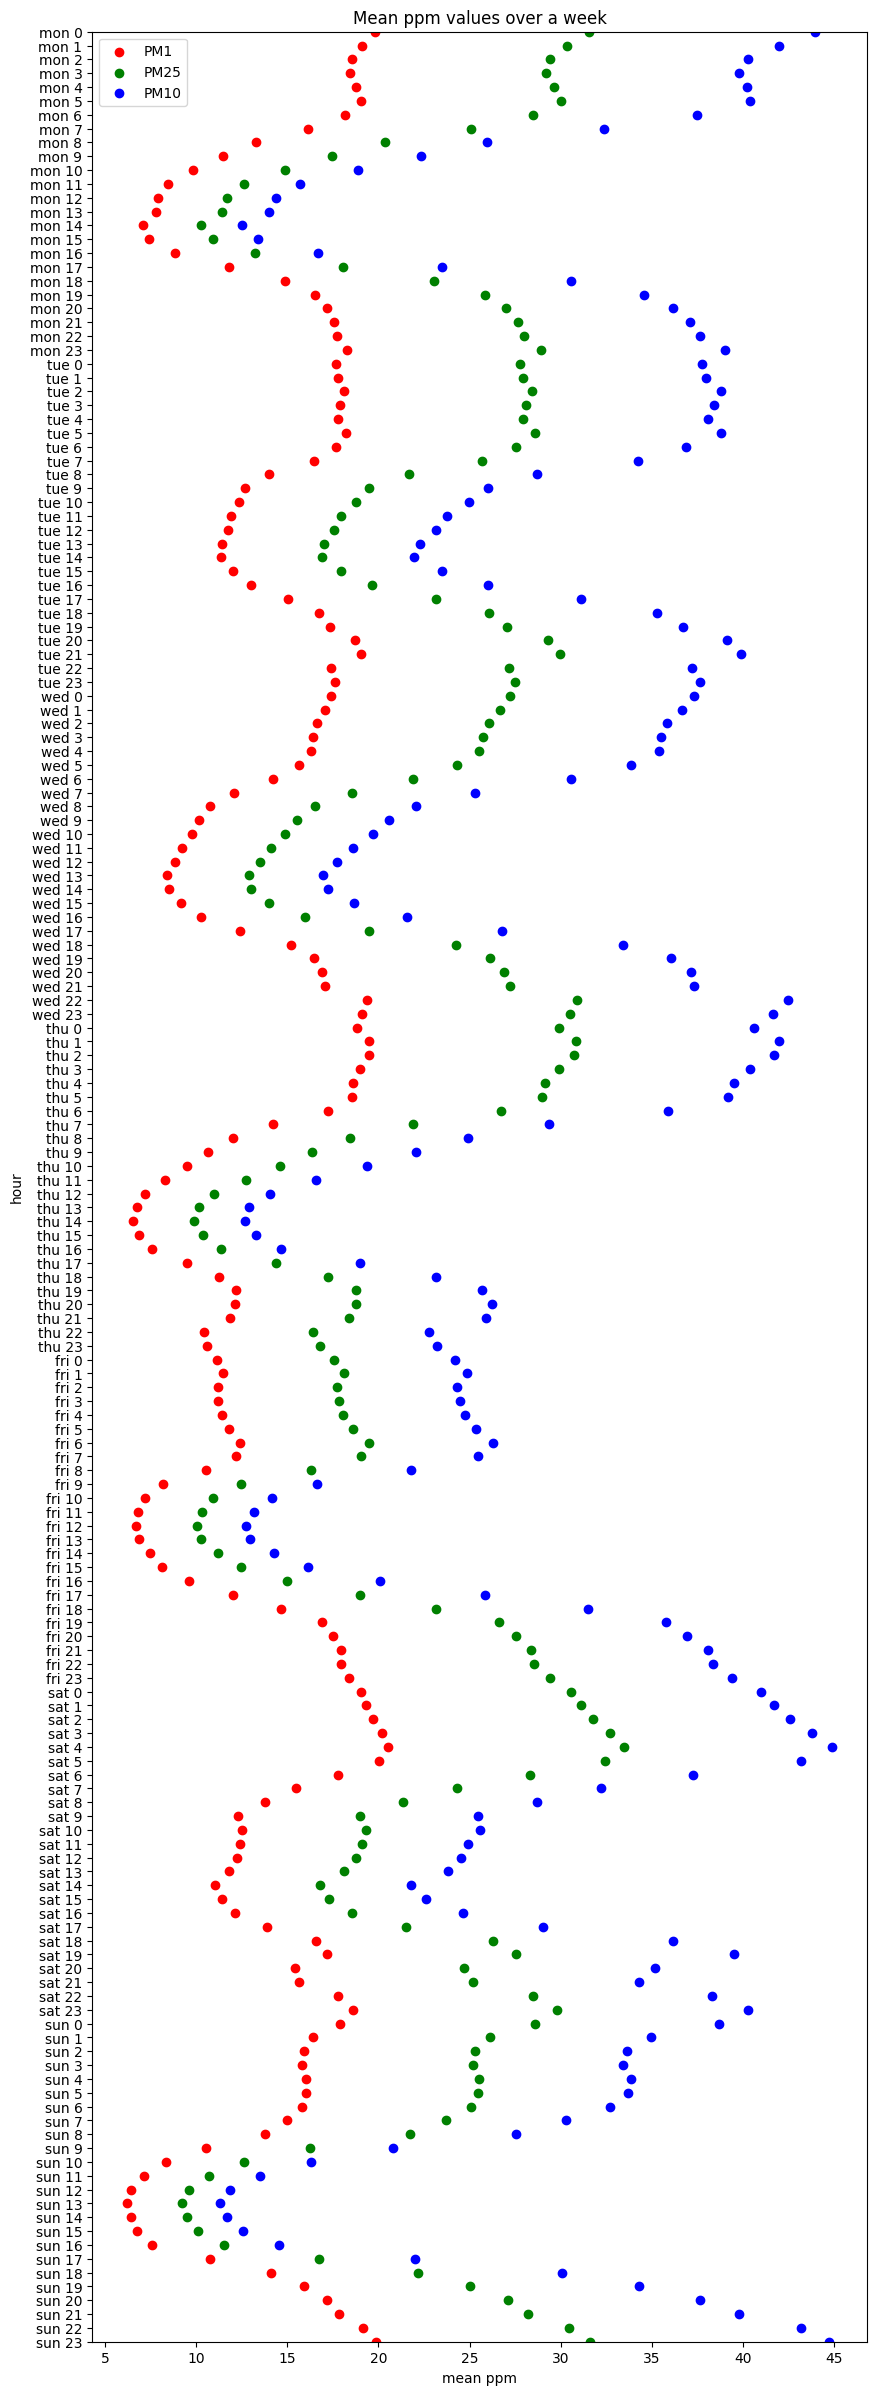 Mean ppm values over a week
PM1
PM25
PM10
mon 0
mon 1
mon 2
mon 3
mon 4
mon 5
mon 6
mon 7
mon 8
mon 9
mon 10
mon 11
mon 12
mon 13
mon 14
mon 15
mon 16
mon 17
mon 18
mon 19
mon 20
mon 21
mon 22
mon 23
tue 0
tue 1
tue 2
tue 3
tue 4
tue 5
tue 6
tue 7
tue 8
tue 9
tue 10
tue 11
tue 12
tue 13
tue 14
tue 15
tue 16
tue 17
tue 18
tue 19
tue 20
tue 21
tue 22
tue 23
wed 0
wed 1
wed 2
wed 3
wed 4
wed 5
wed 6
wed 7
wed 8
wed 9
wed 10
wed 11
wed 12
wed 13
wed 14
wed 15
wed 16
wed 17
wed 18
wed 19
wed 20
wed 21
wed 22
wed 23
thu 0
thu 1
thu 2
thu 3
thu 4
thu 5
thu 6
thu 7
thu 8
thu 9
thu 10
thu 11
thu 12
thu 13
thu 14
thu 15
thu 16
thu 17
thu 18
thu 19
thu 20
thu 21
thu 22
thu 23
fri 0
fri 1
fri 2
fri 3
fri 4
fri 5
fri 6
fri 7
fri 8
fri 9
fri 10
fri 11
fri 12
fri 13
fri 14
fri 15
fri 16
fri 17
fri 18
fri 19
fri 20
fri 21
fri 22
fri 23
sat 0
sat 1
sat 2
sat 3
sat 4
sat 5
sat 6
sat 7
sat 8
sat 9
sat 10
sat 11
sat 12
sat 13
sat 14
sat 15
sat 16
sat 17
sat 18
sat 19
sat 20
sat 21
sat 22
sat 23
sun 0
sun 1
sun 2
sun 3
sun 4
sun 5
sun 6
sun 7
sun 8
sun 9
sun 10
sun 11
sun 12
sun 13
sun 14
sun 15
sun 16
sun 17
sun 18
sun 19
sun 20
sun 21
sun 22
sun 23
hour
5 10 15 20 25 30 35 40 45
mean ppm